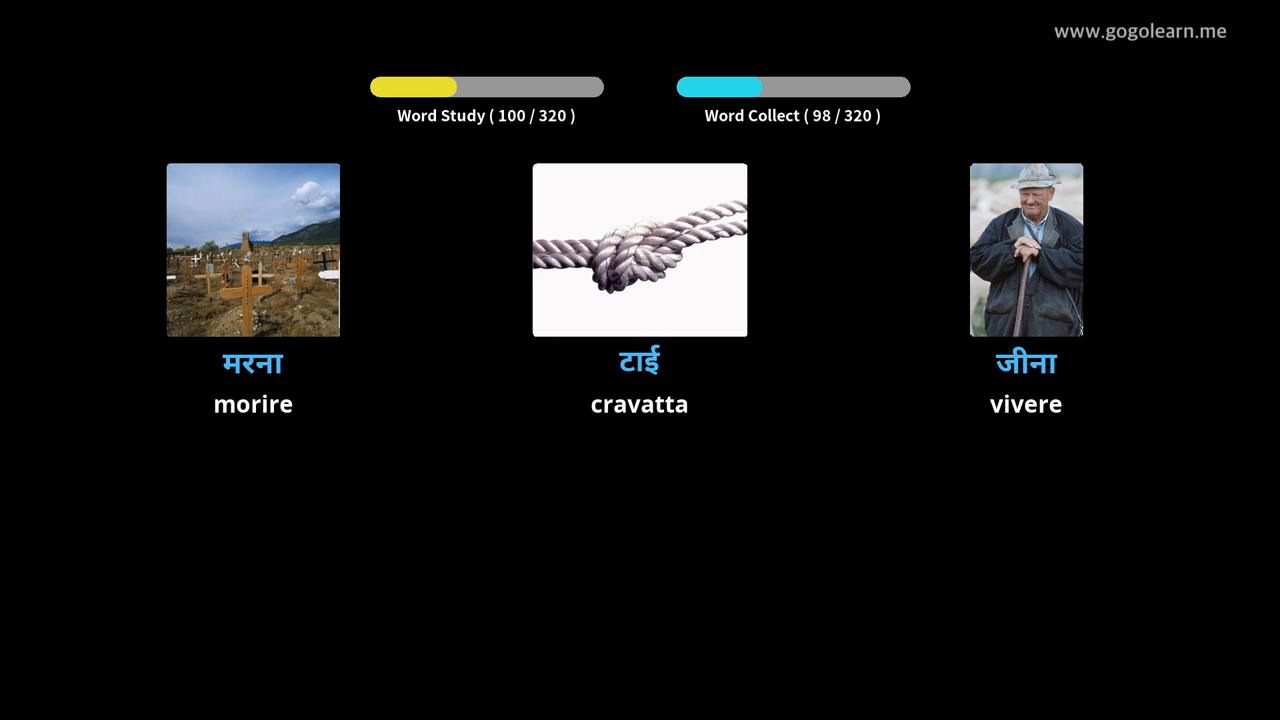 www.gogolearn.me
Word Study ( 100 / 320 )
Word Collect ( 98 / 320 )
मरना
टाई
जीना
morire
cravatta
vivere